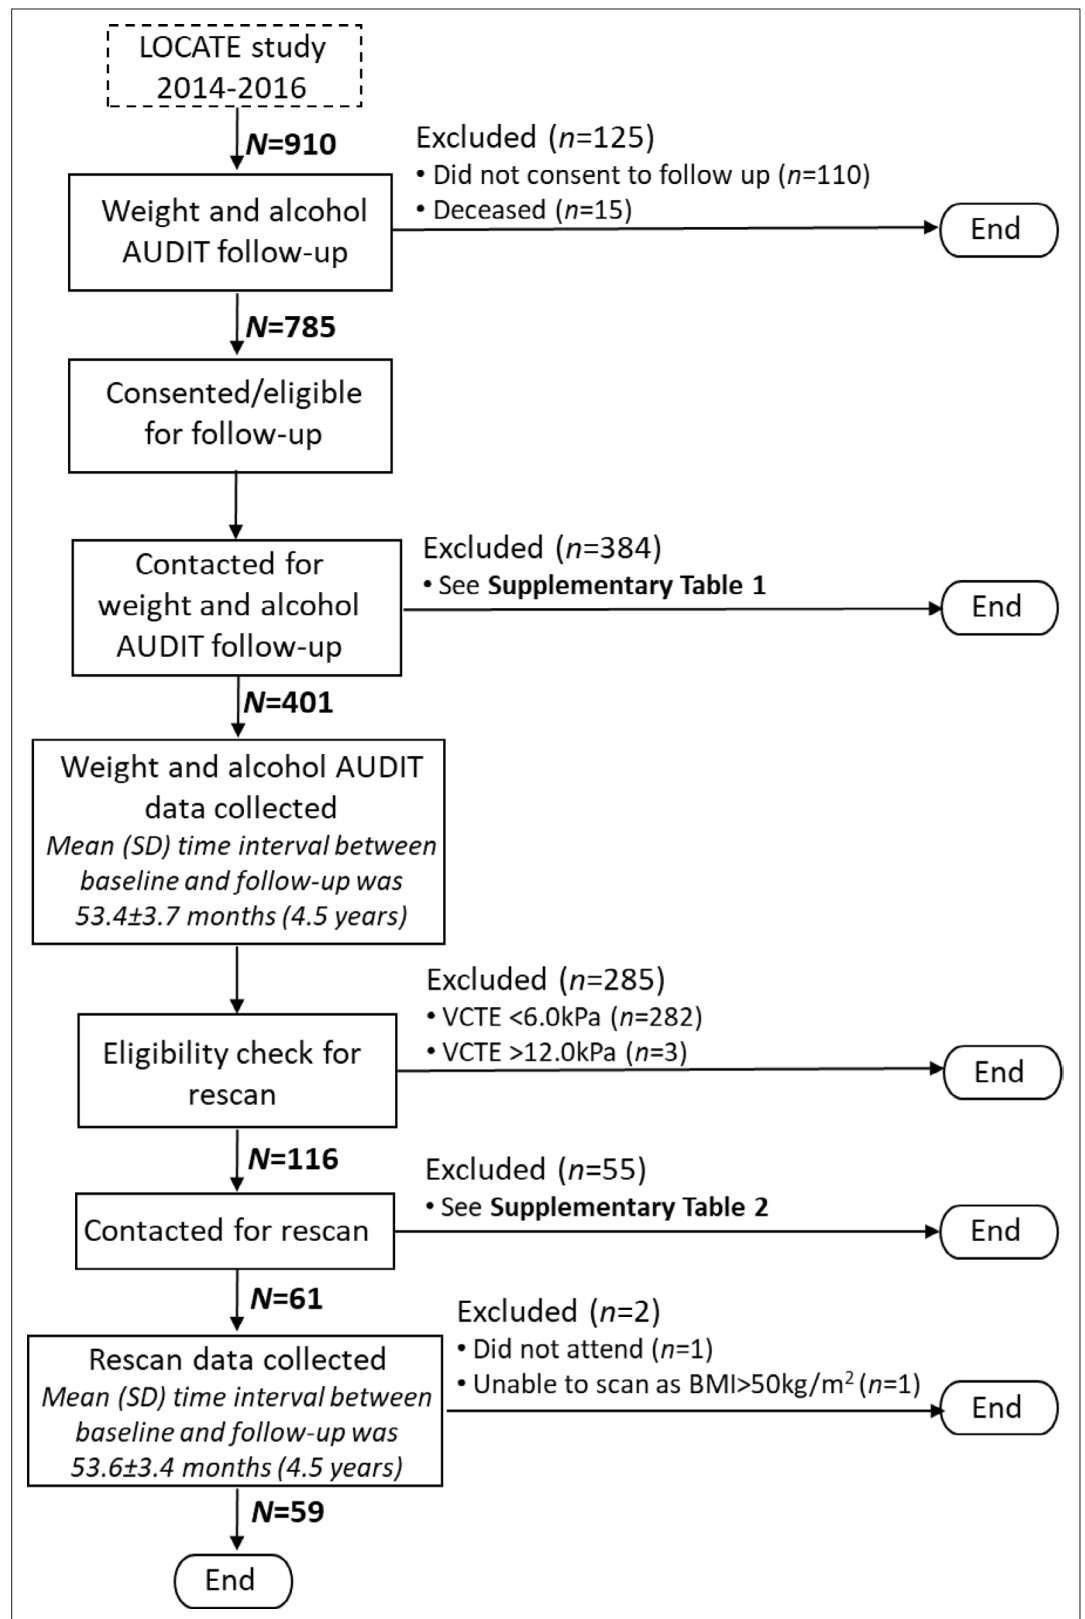 LOCATE study
2014-2016
N=910
Excluded (n=125)
• Did not consent to follow up (n=110)
• Deceased (n=15)
Weight and alcohol
AUDIT follow-up
End
N=785
Consented/eligible
for follow-up
Contacted for
weight and alcohol
AUDIT follow-up
Excluded (n=384)
• See Supplementary Table 1
End
N=401
Weight and alcohol AUDIT
data collected
Mean (SD) time interval between
baseline and follow-up was
53.4±3.7 months (4.5 years)
Excluded (n=285)
• VCTE <6.0kPa (n=282)
• VCTE >12.0kPa (n=3)
Eligibility check for
rescan
End
N=116
Excluded (n=55)
• See Supplementary Table 2
Contacted for rescan
End
N=61
Excluded (n=2)
• Did not attend (n=1)
• Unable to scan as BMI>50kg/m² (n=1)
Rescan data collected
Mean (SD) time interval between
baseline and follow-up was
53.6±3.4 months (4.5 years)
End
N=59
End